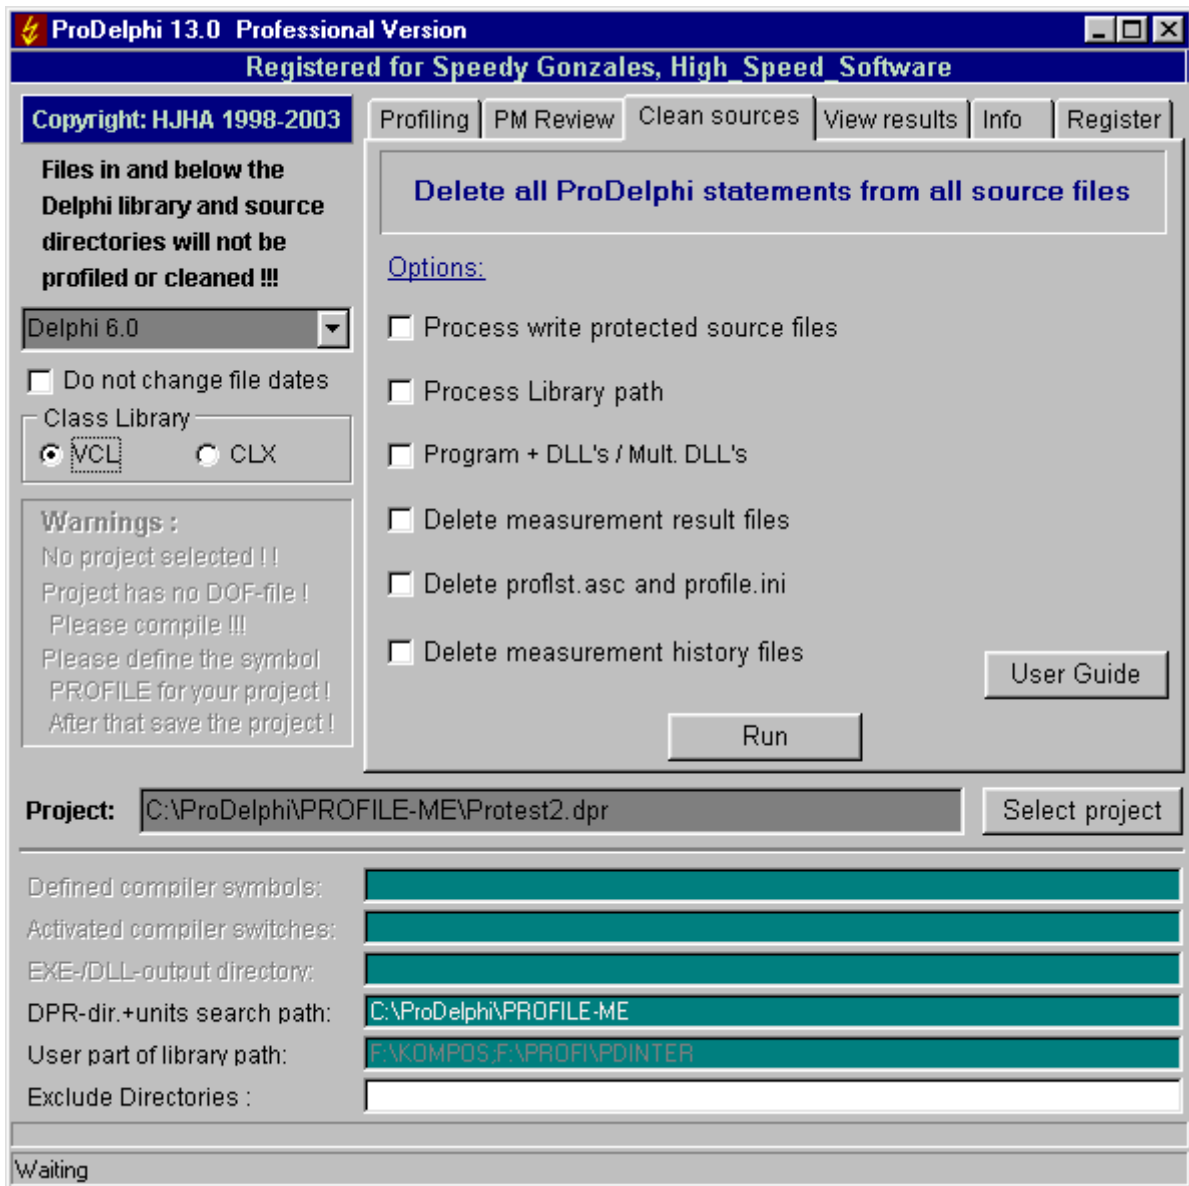 ProDelphi 13.0  Professional Version
Registered for Speedy Gonzales, High_Speed_Software
Copyright: HJHA 1998-2003
Files in and below the
Delphi library and source
directories will not be
profiled or cleaned !!!
Delphi 6.0
Do not change file dates
Class Library
VCL
CLX
Warnings :
No project selected ! !
Project has no DOF-file !
Please compile !!!
Please define the symbol
PROFILE for your project !
After that save the project !
Profiling
PM Review
Clean sources
View results
Info
Register
Delete all ProDelphi statements from all source files
Options:
Process write protected source files
Process Library path
Program + DLL's / Mult. DLL's
Delete measurement result files
Delete proflst.asc and profile.ini
Delete measurement history files
User Guide
Run
Project:
C:\ProDelphi\PROFILE-ME\Protest2.dpr
Select project
Defined compiler symbols:
Activated compiler switches:
EXE-/DLL-output directory:
DPR-dir.+units search path:
C:\ProDelphi\PROFILE-ME
User part of library path:
F:\KOMPOS;F:\PROFI\PDINTER
Exclude Directories :
Waiting